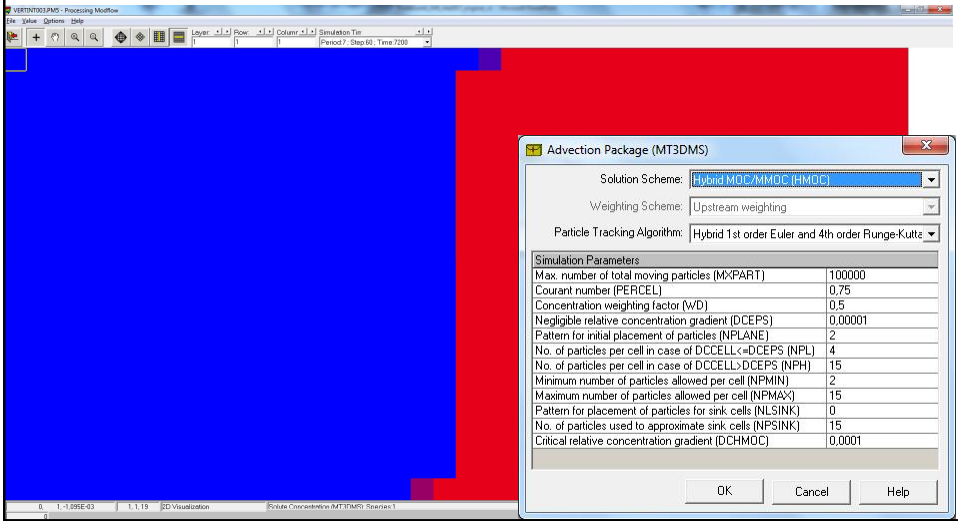 VERTINT003.PM5 - Processing Modflow
File Value Options Help
Layer: Row: Column: Simulation Tim
1 1 1 Period:7 ; Step:60 ; Time:7200
Advection Package (MT3DMS)
Solution Scheme: Hybrid MOC/MMOC (HMOC)
Weighting Scheme: Upstream weighting
Particle Tracking Algorithm: Hybrid 1st order Euler and 4th order Runge-Kutta
Simulation Parameters
Max. number of total moving particles (MXPART) 100000
Courant number (PERCEL) 0,75
Concentration weighting factor (WD) 0,5
Negligible relative concentration gradient (DCEPS) 0,00001
Pattern for initial placement of particles (NPLANE) 2
No. of particles per cell in case of DCCELL<=DCEPS (NPL) 4
No. of particles per cell in case of DCCELL>DCEPS (NPH) 15
Minimum number of particles allowed per cell (NPMIN) 2
Maximum number of particles allowed per cell (NPMAX) 15
Pattern for placement of particles for sink cells (NLSINK) 0
No. of particles used to approximate sink cells (NPSINK) 15
Critical relative concentration gradient (DCHMOC) 0,0001
OK Cancel Help
0, 1,-1,095E-03 1, 1, 19 2D Visualization Solute Concentration (MT3DMS): Species:1
0